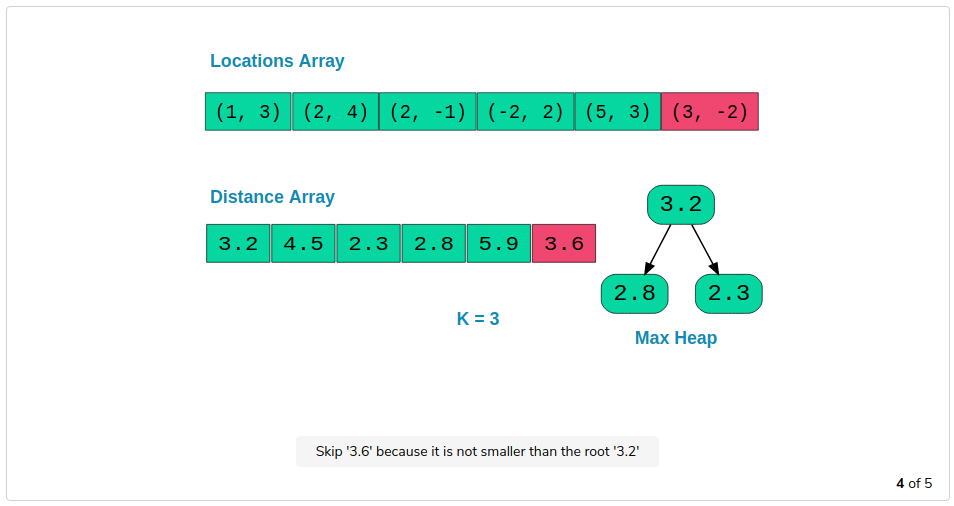 Locations Array
(1, 3) (2, 4) (2, -1) (-2, 2) (5, 3) (3, -2)
Distance Array
3.2 4.5 2.3 2.8 5.9 3.6
3.2
2.8 2.3
K = 3
Max Heap
Skip '3.6' because it is not smaller than the root '3.2'
4 of 5